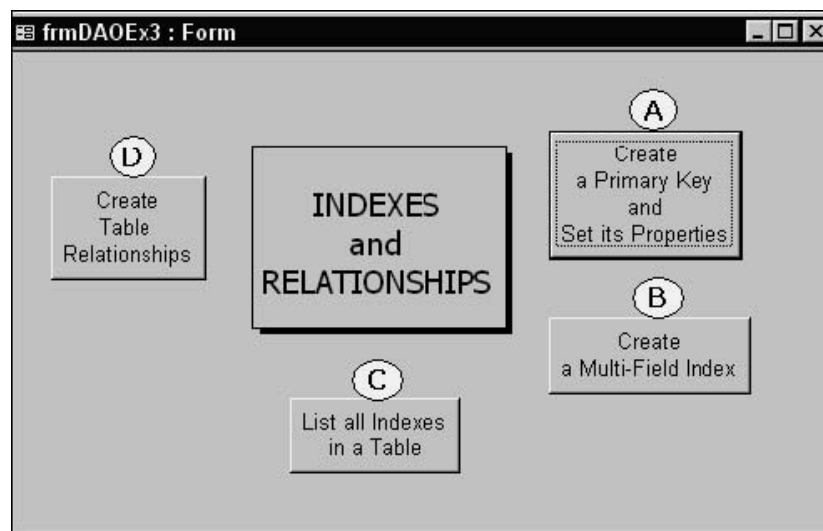 frmDAOEx3 : Form
A
Create
a Primary Key
and
Set its Properties
D
Create
Table
Relationships
INDEXES
and
RELATIONSHIPS
B
Create
a Multi-Field Index
C
List all Indexes
in a Table